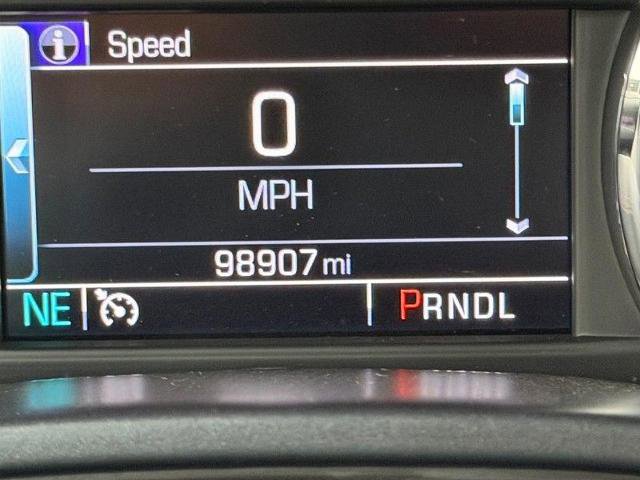 Speed
0
MPH
98907 mi
NE PRNDL